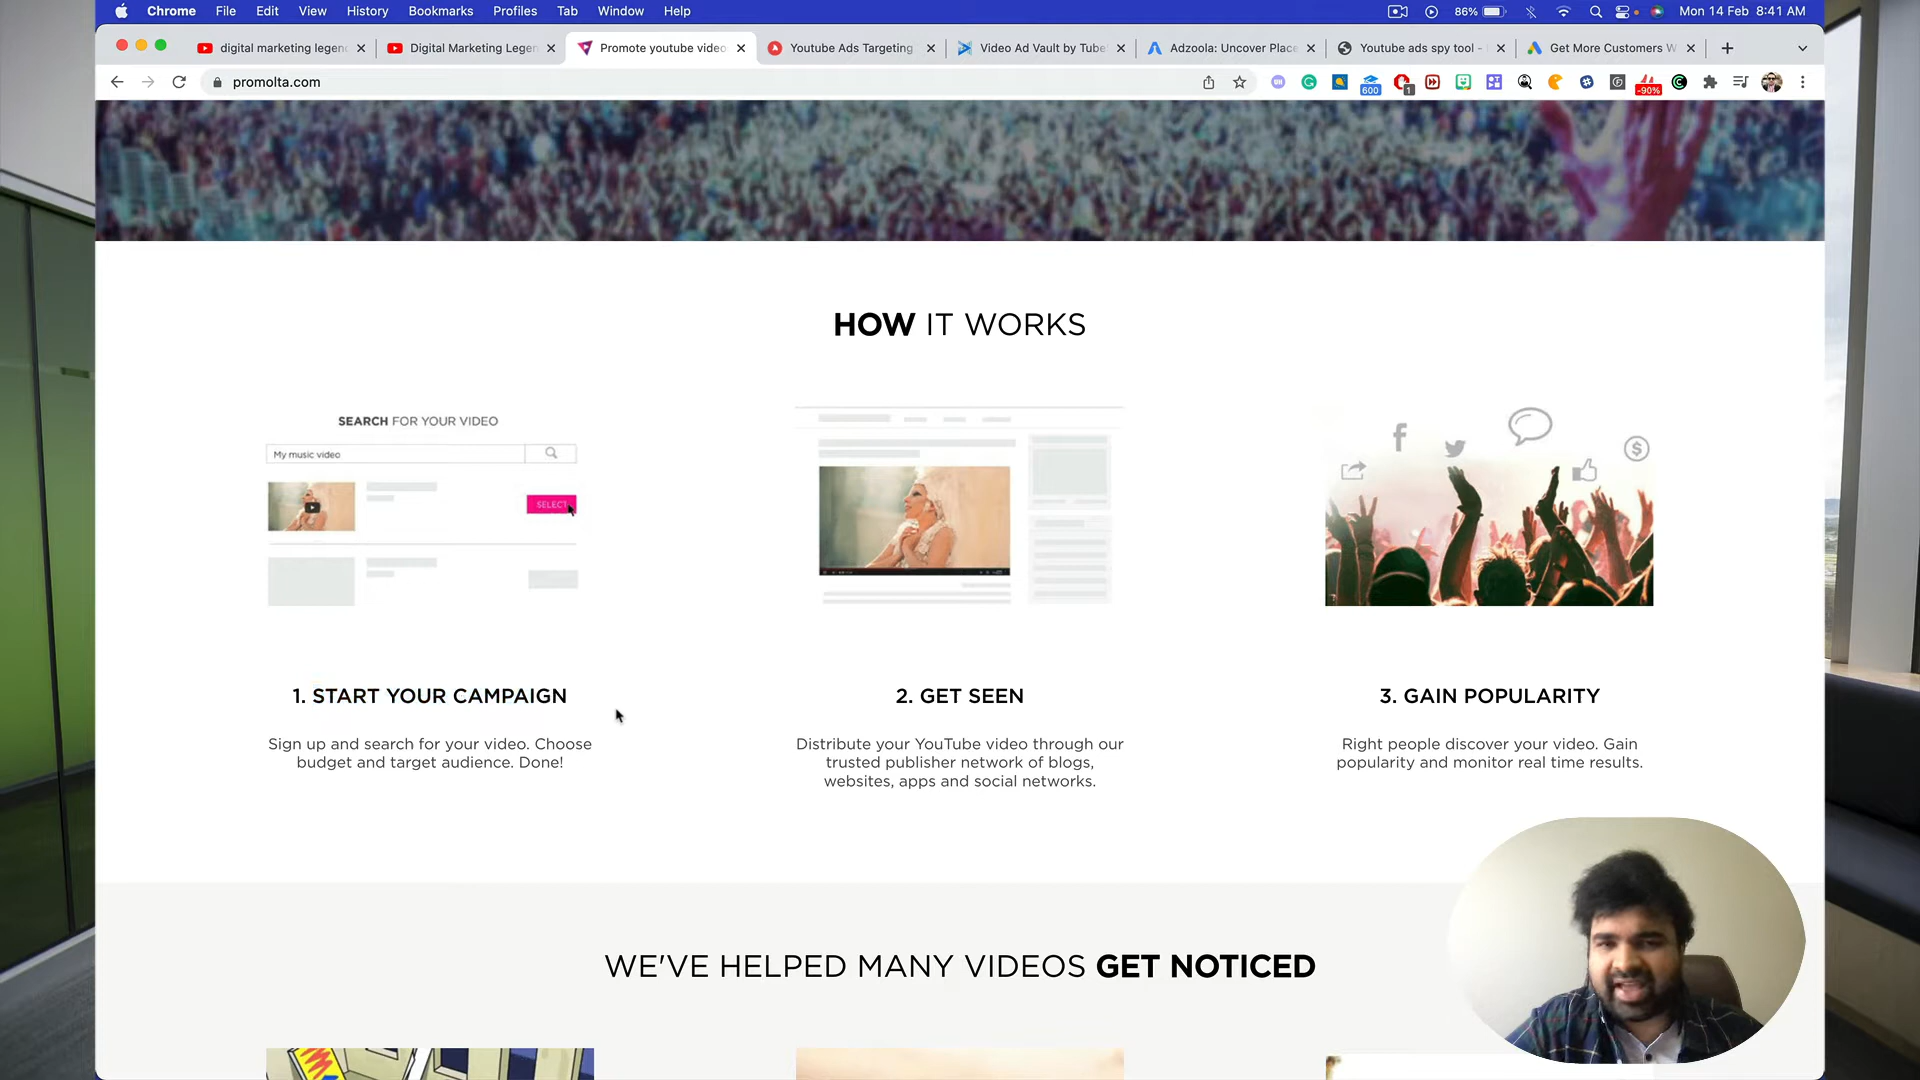 Chrome File Edit View History Bookmarks Profiles Tab Window Help 86% Mon 14 Feb 8:41 AM
digital marketing legen Digital Marketing Legen Promote youtube video Youtube Ads Targeting Video Ad Vault by Tube Adzoola: Uncover Place Youtube ads spy tool - Get More Customers W
promolta.com 600 1 -90%
HOW IT WORKS
SEARCH FOR YOUR VIDEO
My music video
SELECT
1. START YOUR CAMPAIGN
Sign up and search for your video. Choose
budget and target audience. Done!
2. GET SEEN
Distribute your YouTube video through our
trusted publisher network of blogs,
websites, apps and social networks.
3. GAIN POPULARITY
Right people discover your video. Gain
popularity and monitor real time results.
WE'VE HELPED MANY VIDEOS GET NOTICED